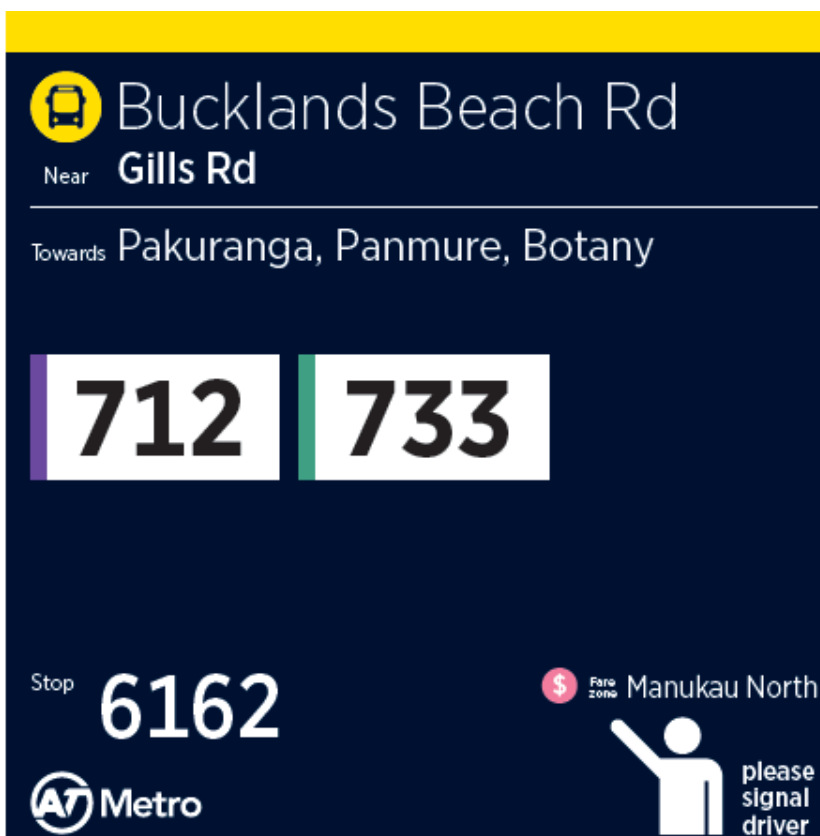 Bucklands Beach Rd
Near Gills Rd
Towards Pakuranga, Panmure, Botany
712 733
Stop 6162
$ Fare zone Manukau North
please
signal
driver
AT Metro